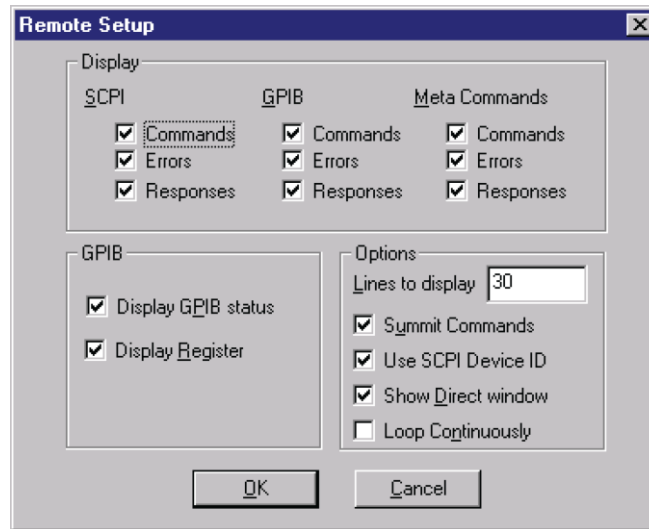 Remote Setup
Display
SCPI GPIB Meta Commands
Commands Commands Commands
Errors Errors Errors
Responses Responses Responses
GPIB
Display GPIB status
Display Register
Options
Lines to display 30
Summit Commands
Use SCPI Device ID
Show Direct window
Loop Continuously
OK Cancel